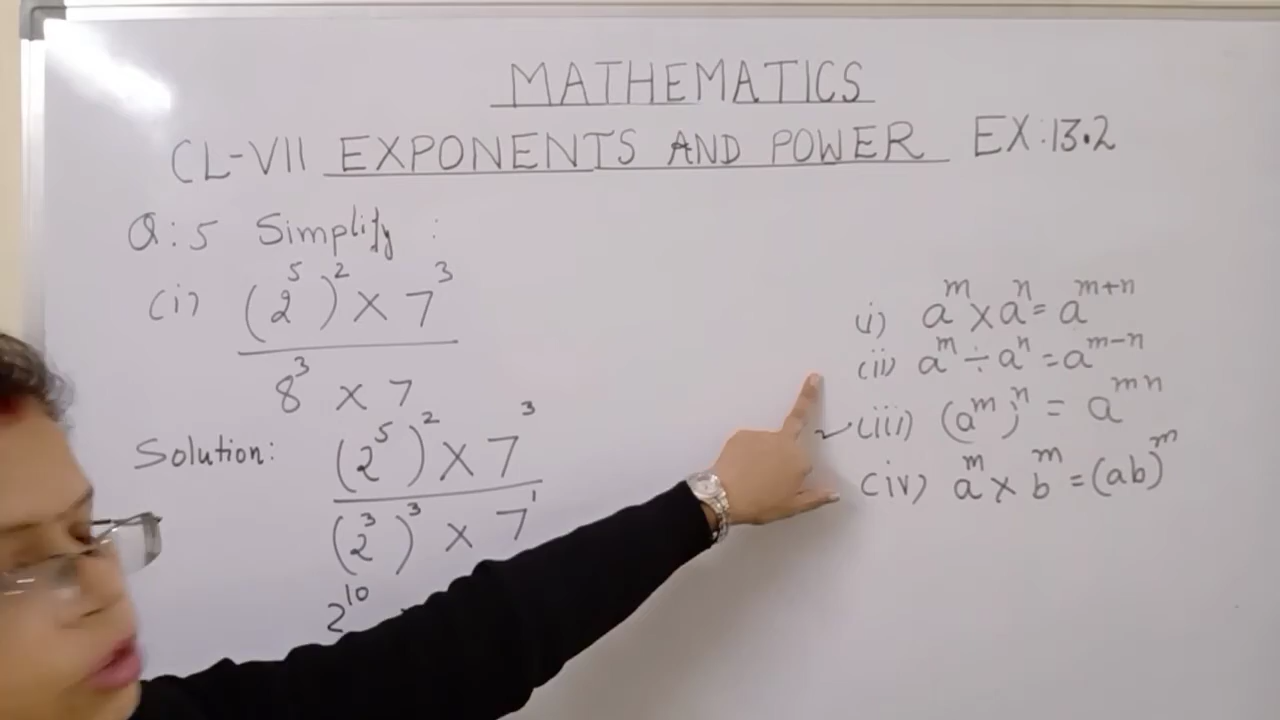 MATHEMATICS
CL-VII EXPONENTS AND POWER EX:13.2
Q:5 Simplify :
(i) (2⁵)² × 7³
8³ × 7
Solution: (2⁵)² × 7³
(2³)³ × 7¹
2¹⁰
(i) aᵐ × aⁿ = aᵐ⁺ⁿ
(ii) aᵐ ÷ aⁿ = aᵐ⁻ⁿ
✓(iii) (aᵐ)ⁿ = aᵐⁿ
(iv) aᵐ × bᵐ = (ab)ᵐ